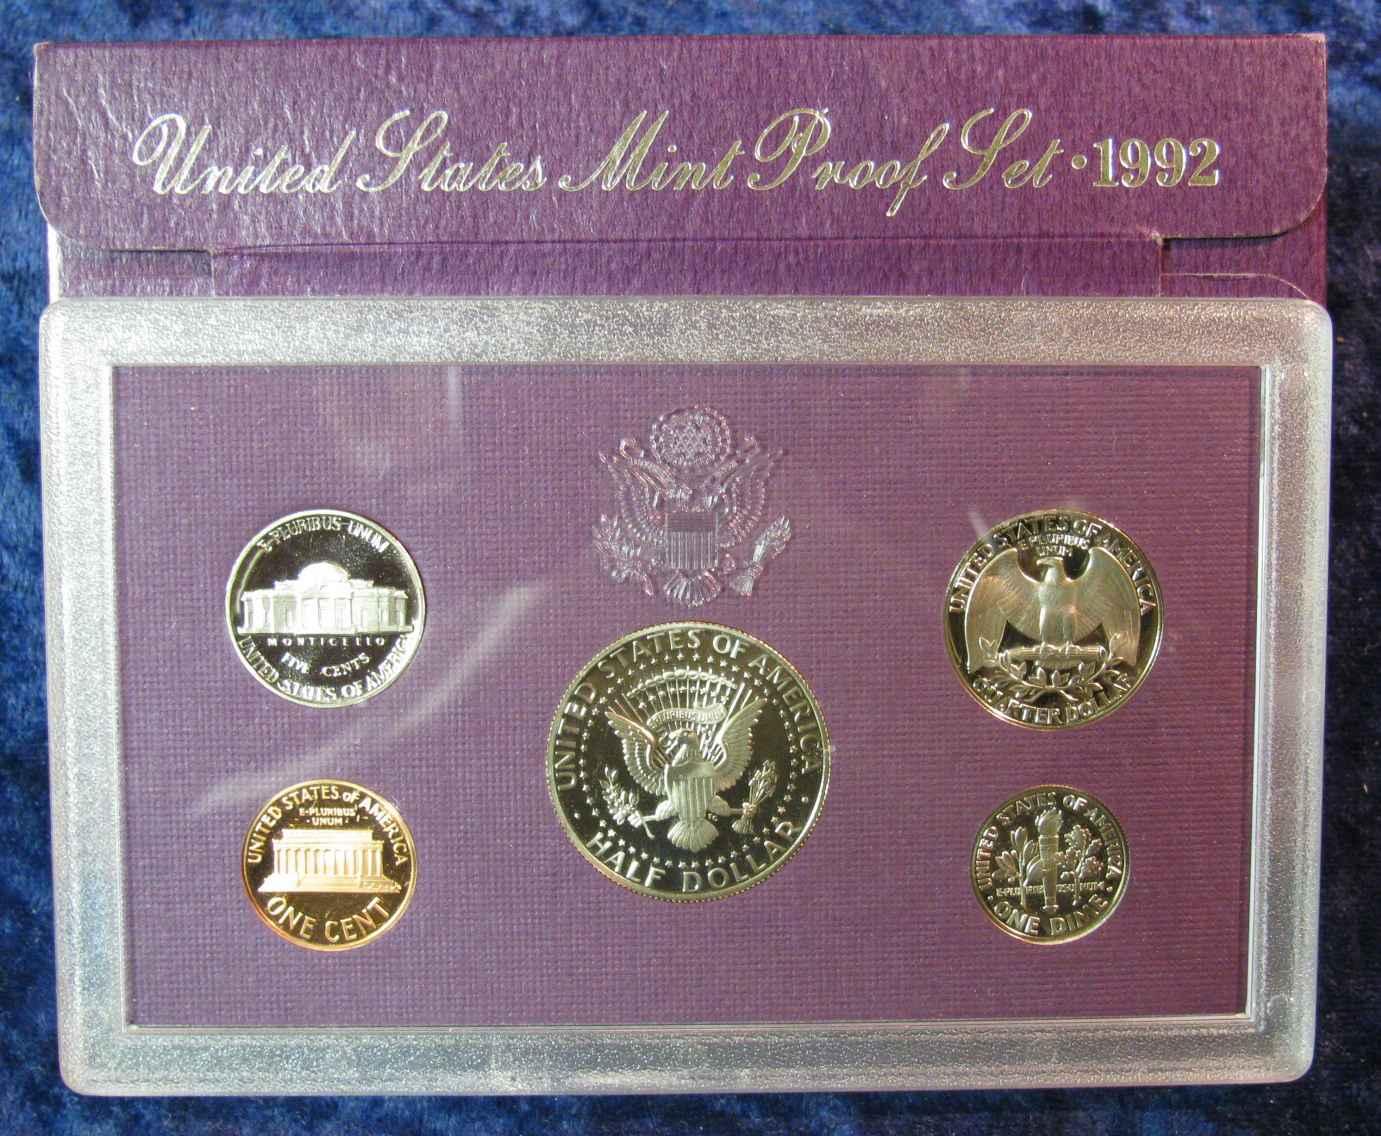 United States Mint Proof Set · 1992
E·PLURIBUS·UNUM
MONTICELLO
FIVE CENTS
UNITED STATES OF AMERICA
UNITED STATES OF AMERICA
E·PLURIBUS
UNUM
QUARTER DOLLAR
UNITED STATES OF AMERICA
E PLURIBUS UNUM
HALF DOLLAR
UNITED STATES of AMERICA
E·PLURIBUS·
·UNUM·
ONE CENT
UNITED STATES OF AMERICA
E·PLURIBUS·UNUM
ONE DIME